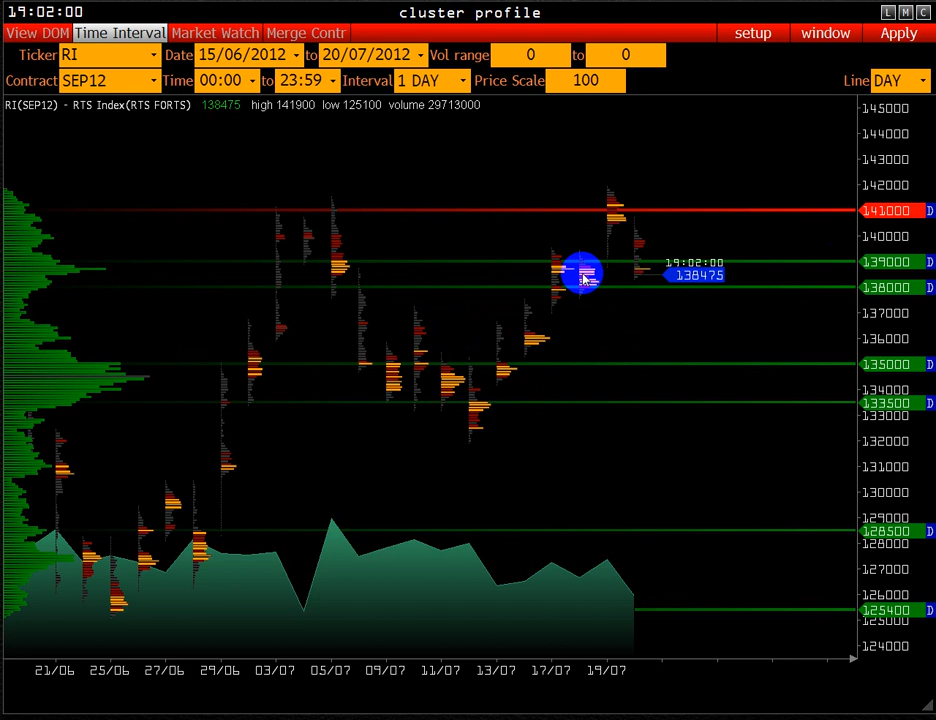 19:02:00 cluster profile L M C
View DOM Time Interval Market Watch Merge Contr setup window Apply
Ticker RI Date 15/06/2012 to 20/07/2012 Vol range 0 to 0
Contract SEP12 Time 00:00 to 23:59 Interval 1 DAY Price Scale 100 Line DAY
RI(SEP12) - RTS Index(RTS FORTS) 138475 high 141900 low 125100 volume 29713000
145000
144000
143000
142000
141000 D
140000
19:02:00
139000 D
138475
138000 D
137000
136000
135000 D
134000
133500 D
132000
131000
130000
129000
128500 D
128000
127000
126000
125400 D
125000
124000
21/06 25/06 27/06 29/06 03/07 05/07 09/07 11/07 13/07 17/07 19/07